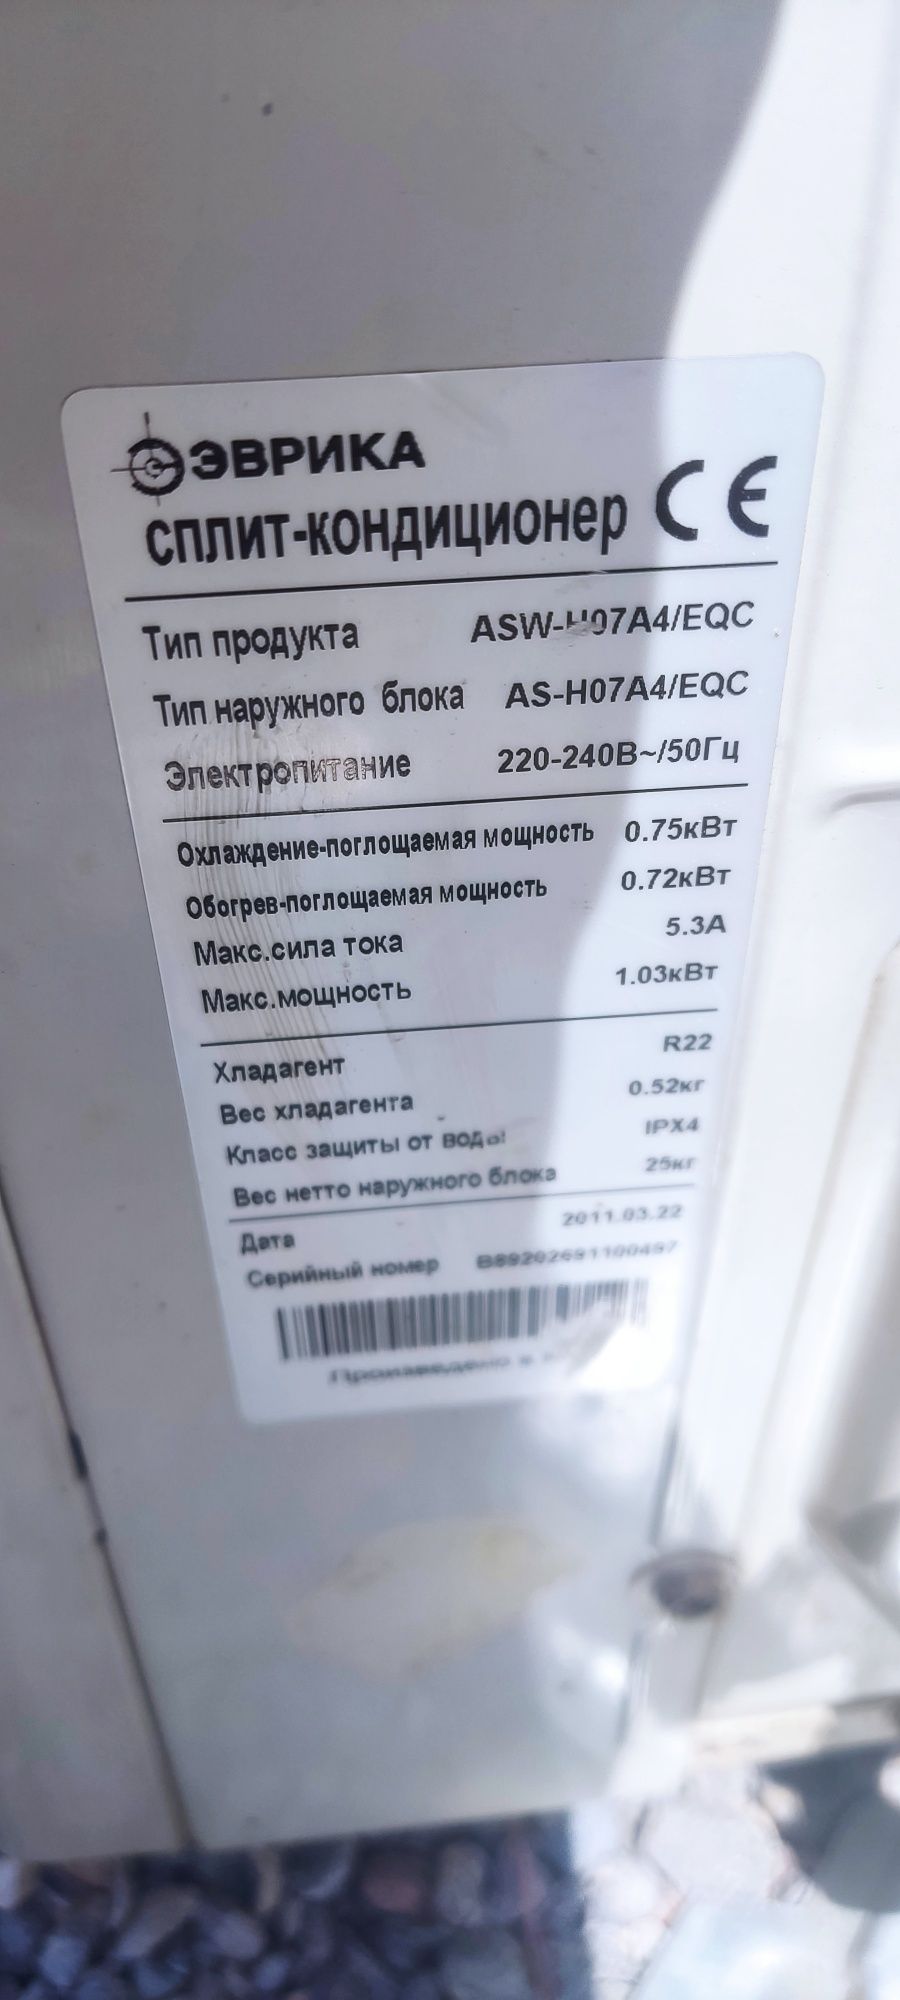 ЭВРИКА
сплит-кондиционер CE
Тип продукта ASW-H07A4/EQC
Тип наружного блока AS-H07A4/EQC
Электропитание 220-240В~/50Гц
Охлаждение-поглощаемая мощность 0.75кВт
Обогрев-поглощаемая мощность 0.72кВт
Макс.сила тока 5.3А
Макс.мощность 1.03кВт
Хладагент R22
Вес хладагента 0.52кг
Класс защиты от воды IPX4
Вес нетто наружного блока 25кг
Дата 2011.03.22
Серийный номер B89202691100497
Произведено в